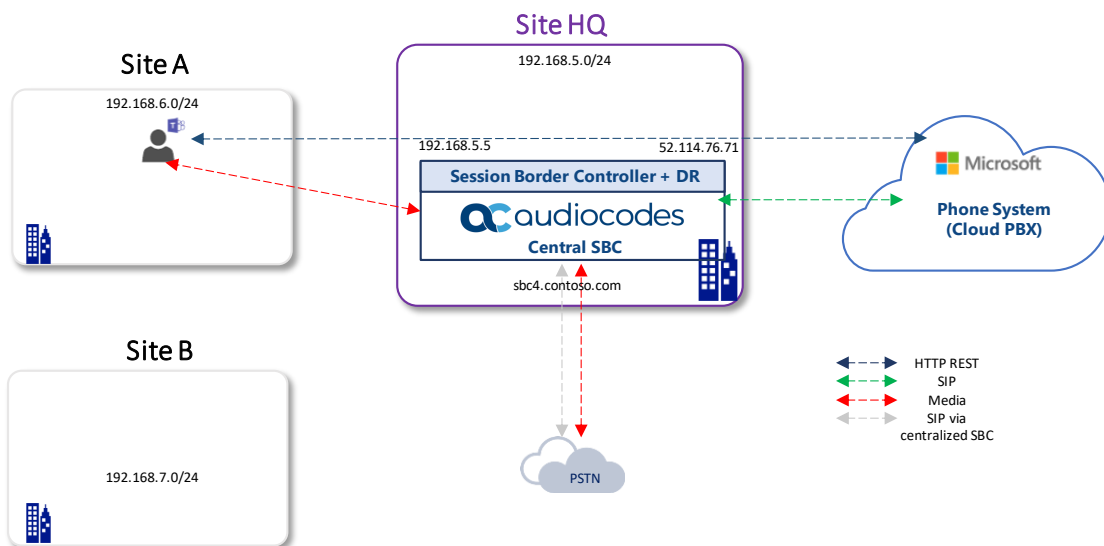 Site HQ
192.168.5.0/24
Site A
192.168.6.0/24
192.168.5.5
52.114.76.71
Session Border Controller + DR
audiocodes
Central SBC
sbc4.contoso.com
Microsoft
Phone System
(Cloud PBX)
Site B
192.168.7.0/24
PSTN
HTTP REST
SIP
Media
SIP via
centralized SBC